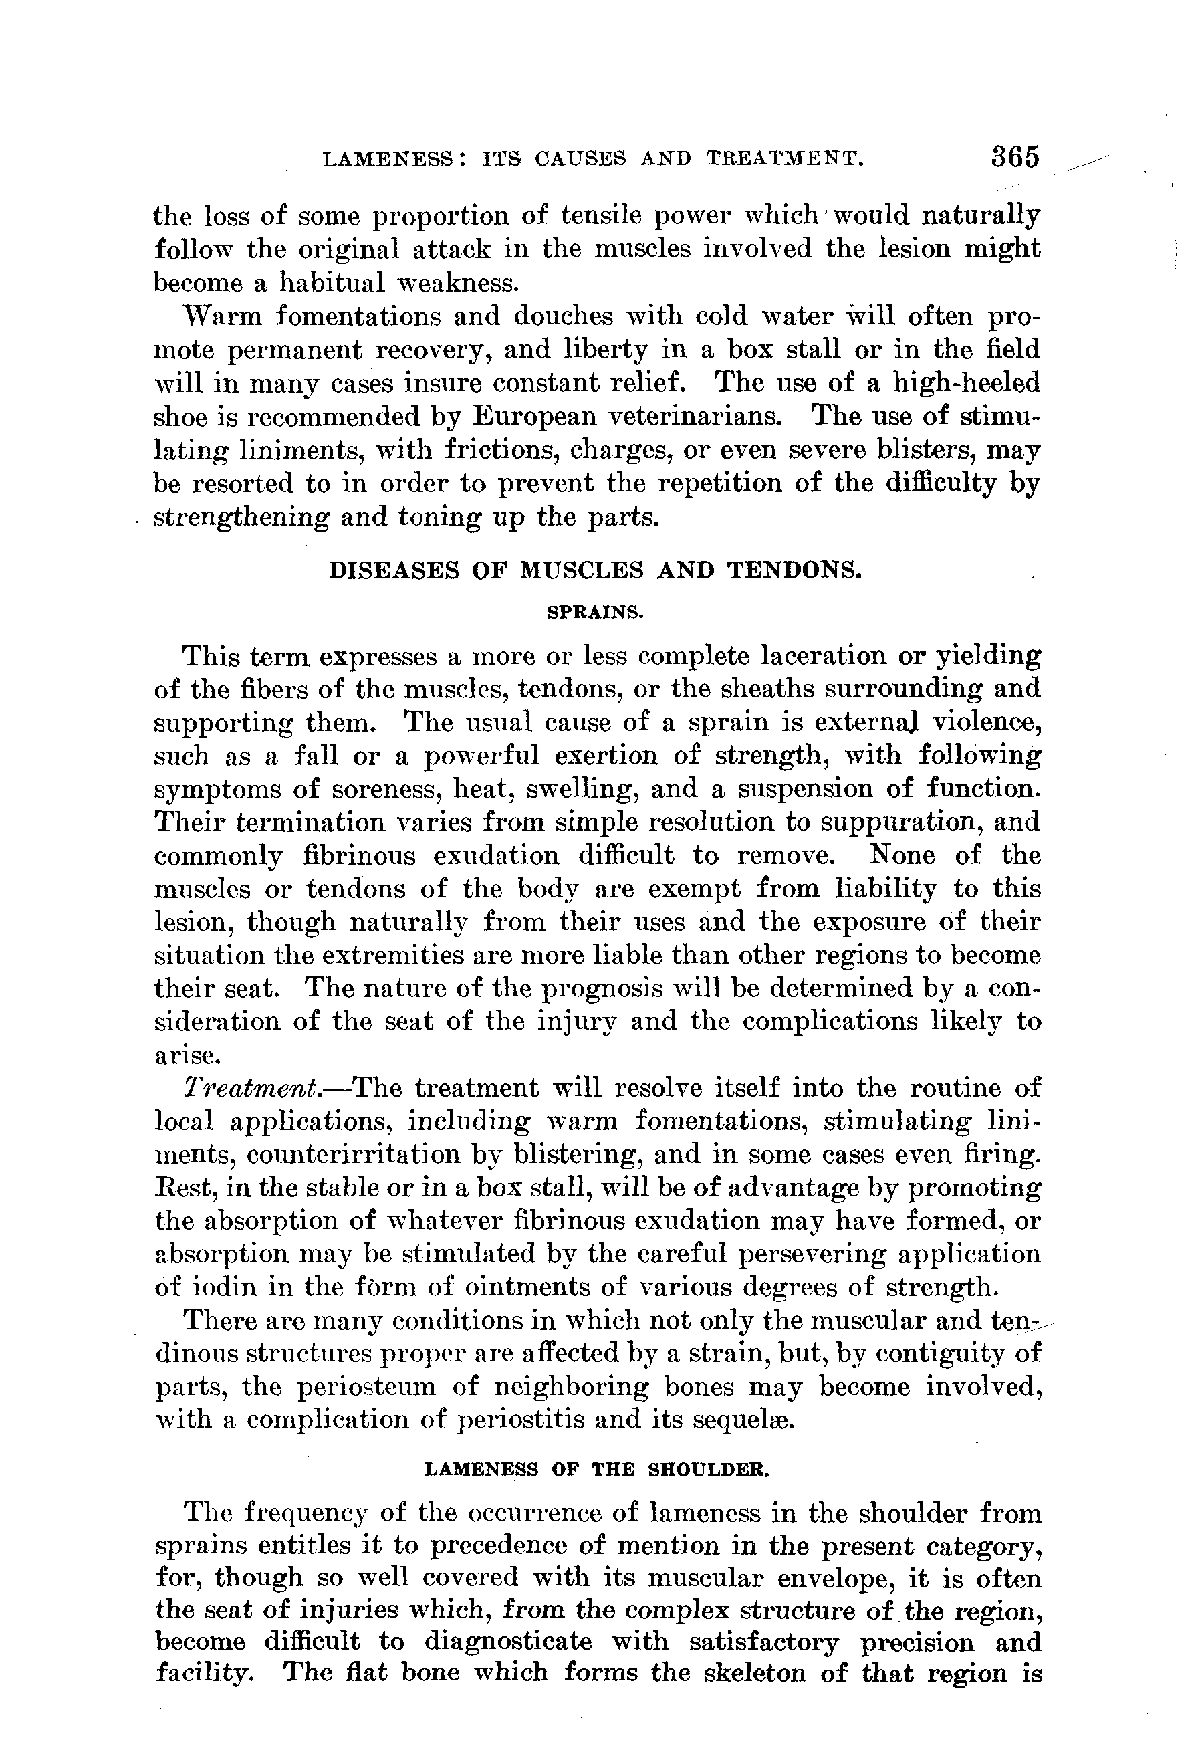 LAMENESS: ITS CAUSES AND TREATMENT. 365
the loss of some proportion of tensile power which would naturally
follow the original attack in the muscles involved the lesion might
become a habitual weakness.
Warm fomentations and douches with cold water will often pro-
mote permanent recovery, and liberty in a box stall or in the field
will in many cases insure constant relief. The use of a high-heeled
shoe is recommended by European veterinarians. The use of stimu-
lating liniments, with frictions, charges, or even severe blisters, may
be resorted to in order to prevent the repetition of the difficulty by
strengthening and toning up the parts.
DISEASES OF MUSCLES AND TENDONS.
SPRAINS.
This term expresses a more or less complete laceration or yielding
of the fibers of the muscles, tendons, or the sheaths surrounding and
supporting them. The usual cause of a sprain is external violence,
such as a fall or a powerful exertion of strength, with following
symptoms of soreness, heat, swelling, and a suspension of function.
Their termination varies from simple resolution to suppuration, and
commonly fibrinous exudation difficult to remove. None of the
muscles or tendons of the body are exempt from liability to this
lesion, though naturally from their uses and the exposure of their
situation the extremities are more liable than other regions to become
their seat. The nature of the prognosis will be determined by a con-
sideration of the seat of the injury and the complications likely to
arise.
Treatment.—The treatment will resolve itself into the routine of
local applications, including warm fomentations, stimulating lini-
ments, counterirritation by blistering, and in some cases even firing.
Rest, in the stable or in a box stall, will be of advantage by promoting
the absorption of whatever fibrinous exudation may have formed, or
absorption may be stimulated by the careful persevering application
of iodin in the form of ointments of various degrees of strength.
There are many conditions in which not only the muscular and ten-
dinous structures proper are affected by a strain, but, by contiguity of
parts, the periosteum of neighboring bones may become involved,
with a complication of periostitis and its sequelæ.
LAMENESS OF THE SHOULDER.
The frequency of the occurrence of lameness in the shoulder from
sprains entitles it to precedence of mention in the present category,
for, though so well covered with its muscular envelope, it is often
the seat of injuries which, from the complex structure of the region,
become difficult to diagnosticate with satisfactory precision and
facility. The flat bone which forms the skeleton of that region is